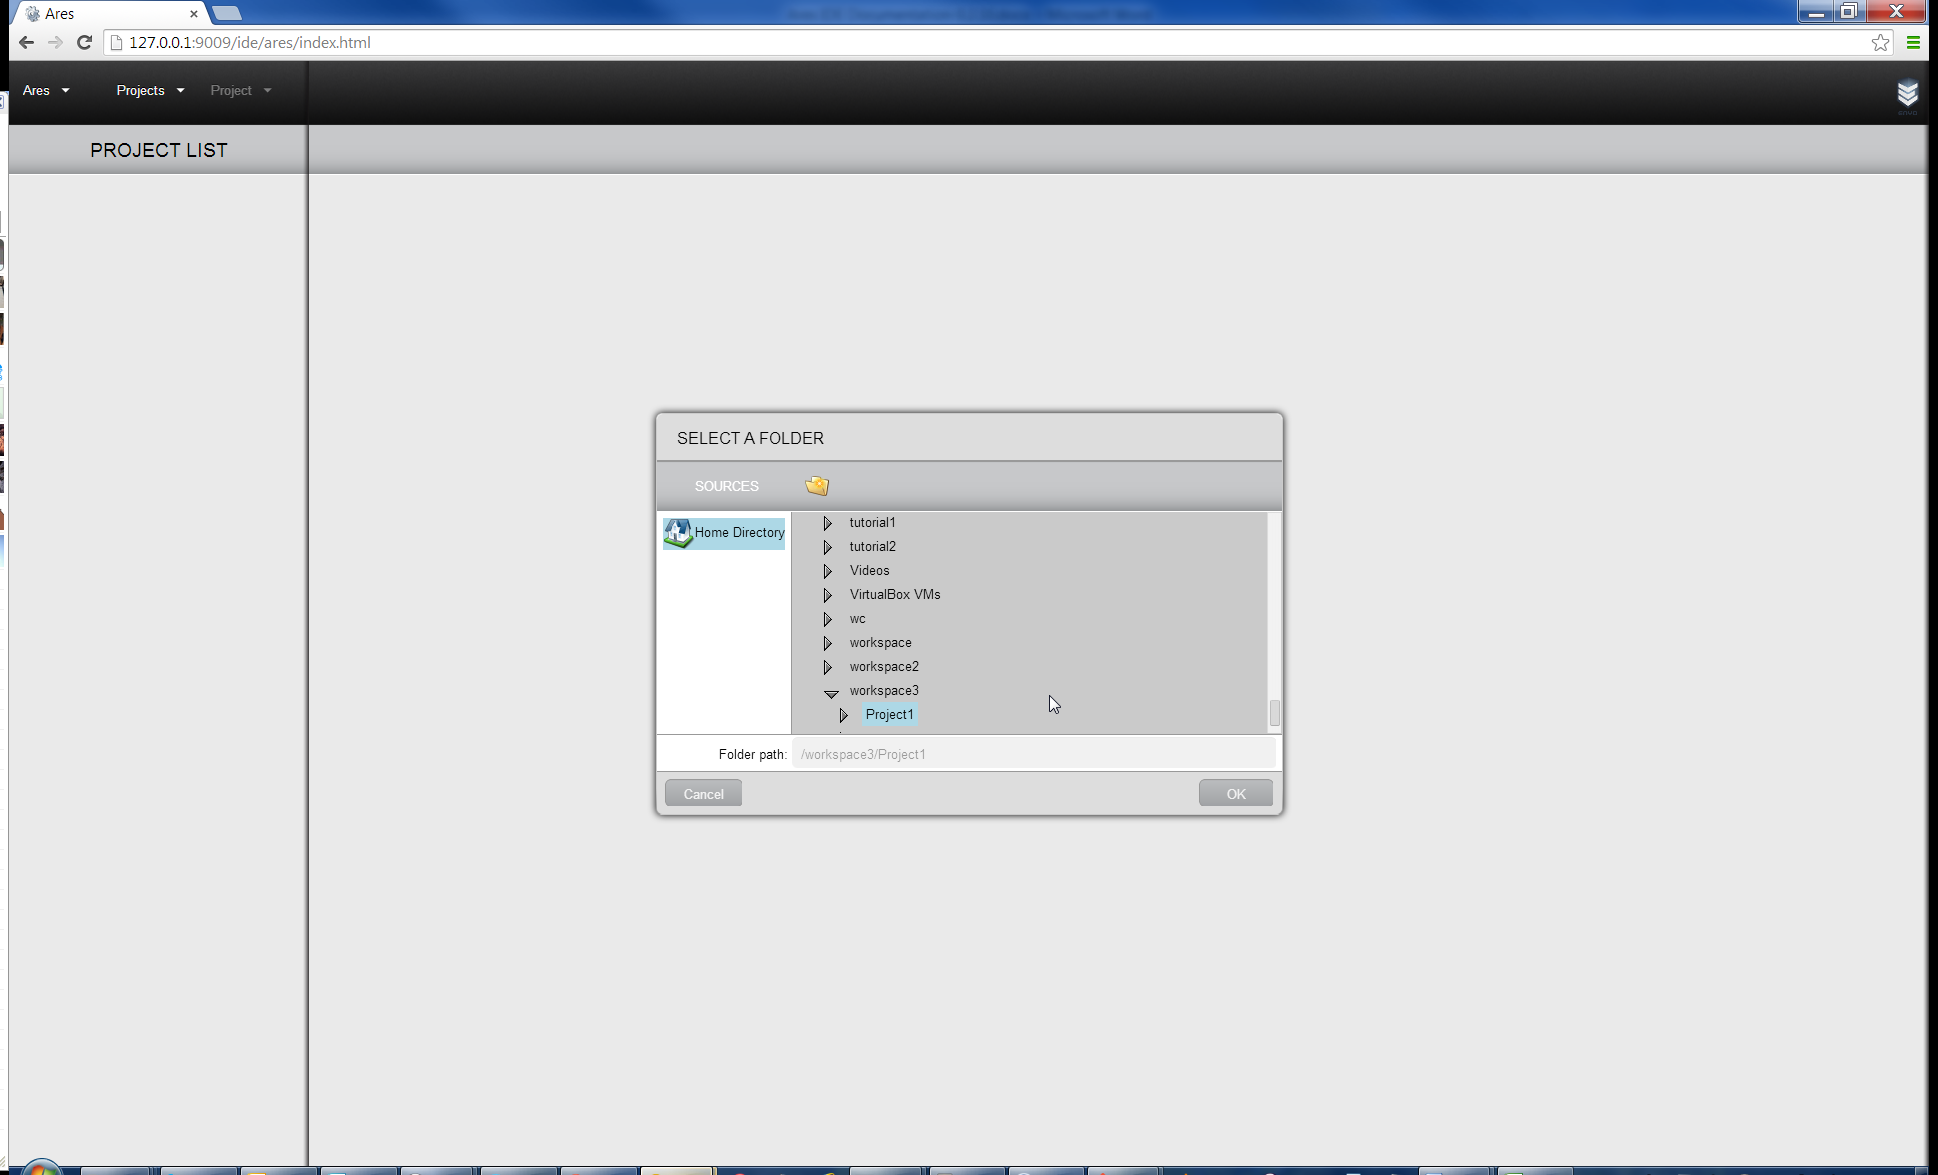 Ares
127.0.0.1:9009/ide/ares/index.html
Ares Projects Project
PROJECT LIST
SELECT A FOLDER
SOURCES
Home Directory
tutorial1
tutorial2
Videos
VirtualBox VMs
wc
workspace
workspace2
workspace3
Project1
Folder path: /workspace3/Project1
Cancel OK